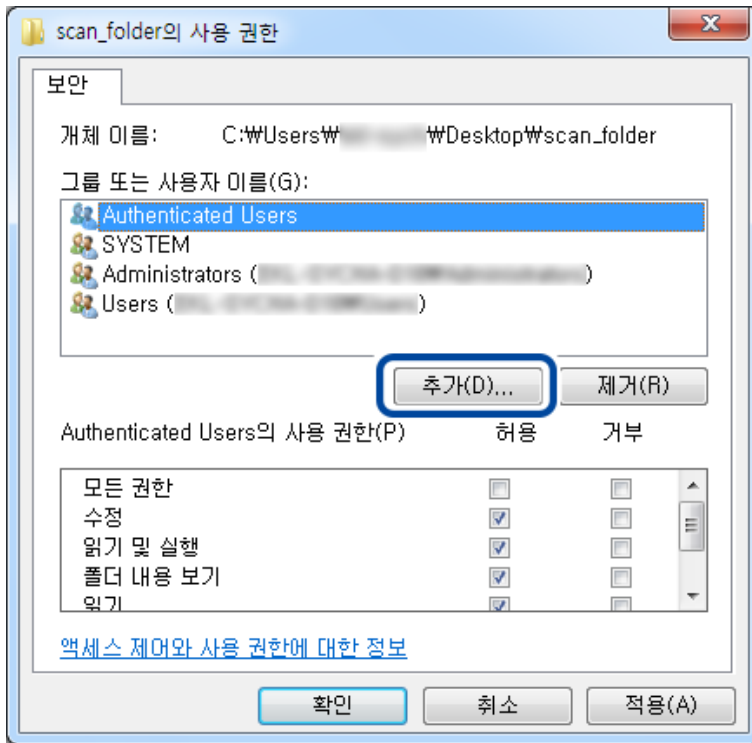 scan_folder의 사용 권한
보안
개체 이름: C:₩Users₩ ₩Desktop₩scan_folder
그룹 또는 사용자 이름(G):
Authenticated Users
SYSTEM
Administrators ( )
Users ( )
추가(D)... 제거(R)
Authenticated Users의 사용 권한(P) 허용 거부
모든 권한
수정
읽기 및 실행
폴더 내용 보기
읽기
액세스 제어와 사용 권한에 대한 정보
확인 취소 적용(A)